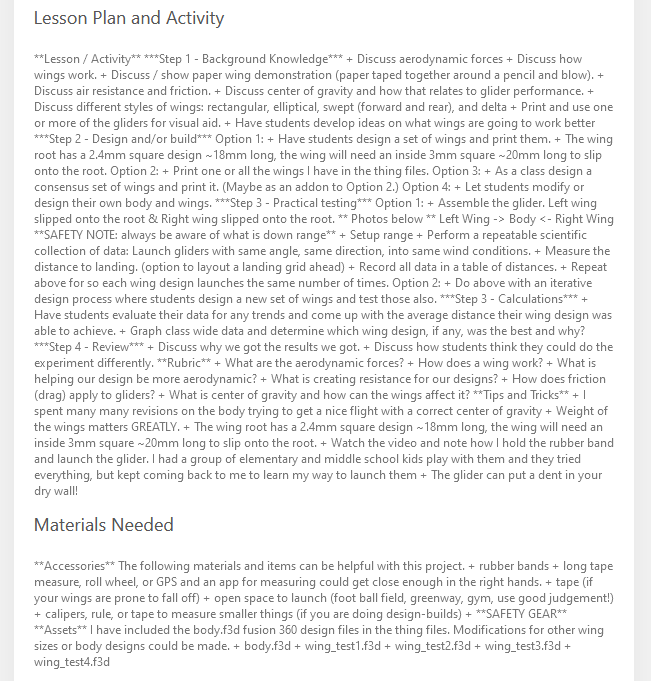 Lesson Plan and Activity
**Lesson / Activity** ***Step 1 - Background Knowledge*** + Discuss aerodynamic forces + Discuss how
wings work. + Discuss / show paper wing demonstration (paper taped together around a pencil and blow). +
Discuss air resistance and friction. + Discuss center of gravity and how that relates to glider performance. +
Discuss different styles of wings: rectangular, elliptical, swept (forward and rear), and delta + Print and use one
or more of the gliders for visual aid. + Have students develop ideas on what wings are going to work better
***Step 2 - Design and/or build*** Option 1: + Have students design a set of wings and print them. + The wing
root has a 2.4mm square design ~18mm long, the wing will need an inside 3mm square ~20mm long to slip
onto the root. Option 2: + Print one or all the wings I have in the thing files. Option 3: + As a class design a
consensus set of wings and print it. (Maybe as an addon to Option 2.) Option 4: + Let students modify or
design their own body and wings. ***Step 3 - Practical testing*** Option 1: + Assemble the glider. Left wing
slipped onto the root & Right wing slipped onto the root. ** Photos below ** Left Wing -> Body <- Right Wing
**SAFETY NOTE: always be aware of what is down range** + Setup range + Perform a repeatable scientific
collection of data: Launch gliders with same angle, same direction, into same wind conditions. + Measure the
distance to landing. (option to layout a landing grid ahead) + Record all data in a table of distances. + Repeat
above for so each wing design launches the same number of times. Option 2: + Do above with an iterative
design process where students design a new set of wings and test those also. ***Step 3 - Calculations*** +
Have students evaluate their data for any trends and come up with the average distance their wing design was
able to achieve. + Graph class wide data and determine which wing design, if any, was the best and why?
***Step 4 - Review*** + Discuss why we got the results we got. + Discuss how students think they could do the
experiment differently. **Rubric** + What are the aerodynamic forces? + How does a wing work? + What is
helping our design be more aerodynamic? + What is creating resistance for our designs? + How does friction
(drag) apply to gliders? + What is center of gravity and how can the wings affect it? **Tips and Tricks** + I
spent many many revisions on the body trying to get a nice flight with a correct center of gravity + Weight of
the wings matters GREATLY. + The wing root has a 2.4mm square design ~18mm long, the wing will need an
inside 3mm square ~20mm long to slip onto the root. + Watch the video and note how I hold the rubber band
and launch the glider. I had a group of elementary and middle school kids play with them and they tried
everything, but kept coming back to me to learn my way to launch them + The glider can put a dent in your
dry wall!
Materials Needed
**Accessories** The following materials and items can be helpful with this project. + rubber bands + long tape
measure, roll wheel, or GPS and an app for measuring could get close enough in the right hands. + tape (if
your wings are prone to fall off) + open space to launch (foot ball field, greenway, gym, use good judgement!)
+ calipers, rule, or tape to measure smaller things (if you are doing design-builds) + **SAFETY GEAR**
**Assets** I have included the body.f3d fusion 360 design files in the thing files. Modifications for other wing
sizes or body designs could be made. + body.f3d + wing_test1.f3d + wing_test2.f3d + wing_test3.f3d +
wing_test4.f3d